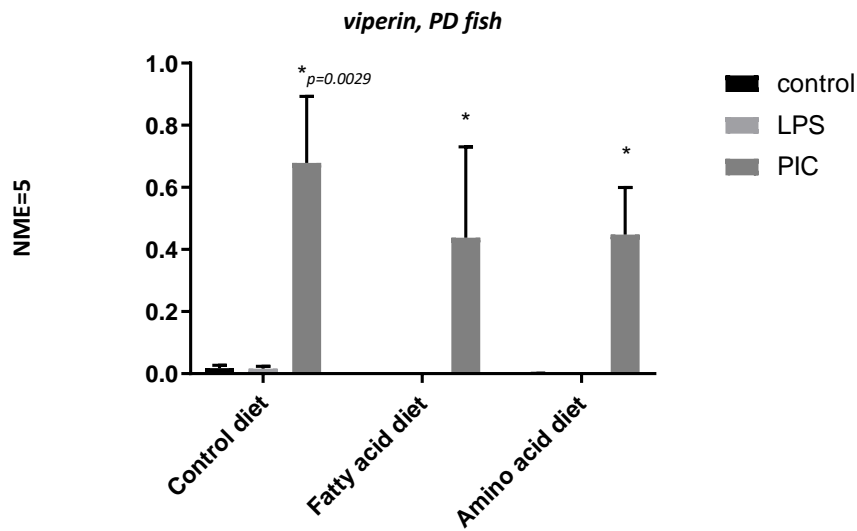 viperin, PD fish
1.0
0.8
0.6
0.4
0.2
0.0
NME=5
*p=0.0029
*
*
control
LPS
PIC
Control diet
Fatty acid diet
Amino acid diet